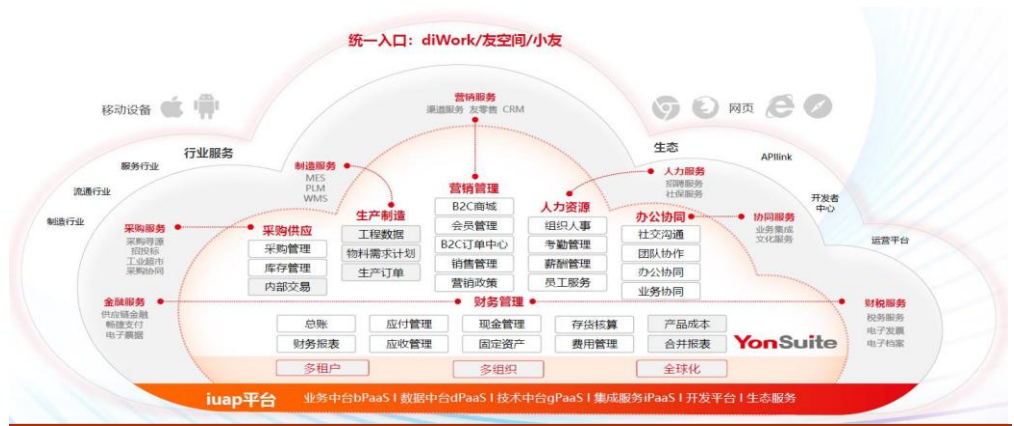 统一入口：diWork/友空间/小友
移动设备
网页
行业服务
服务行业
流通行业
制造行业
生态
APIlink
开发者
中心
运营平台
营销服务
渠道服务 友零售 CRM
制造服务
MES
PLM
WMS
人力服务
招聘服务
社保服务
采购服务
采购寻源
招投标
工业超市
采购协同
协同服务
业务集成
文化服务
金融服务
供应链金融
畅捷支付
电子票据
财税服务
税务服务
电子发票
电子档案
采购供应
采购管理
库存管理
内部交易
生产制造
工程数据
物料需求计划
生产订单
营销管理
B2C商城
会员管理
B2C订单中心
销售管理
营销政策
人力资源
组织人事
考勤管理
薪酬管理
员工服务
办公协同
社交沟通
团队协作
办公协同
业务协同
财务管理
总账 应付管理 现金管理 存货核算 产品成本
财务报表 应收管理 固定资产 费用管理 合并报表
YonSuite
多租户 多组织 全球化
iuap平台 业务中台bPaaS I 数据中台dPaaS I 技术中台gPaaS I 集成服务iPaaS I 开发平台 I 生态服务